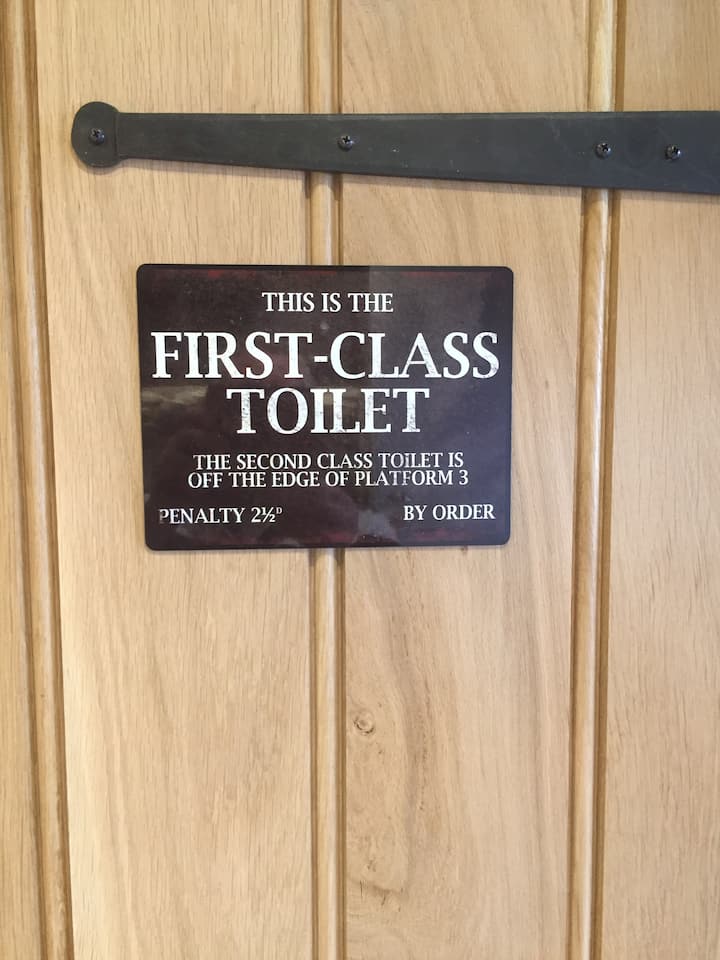 THIS IS THE
FIRST-CLASS
TOILET
THE SECOND CLASS TOiLET IS
OFF THE EDGE OF PLATFORM 3
PENALTY 2½ᴰ BY ORDER